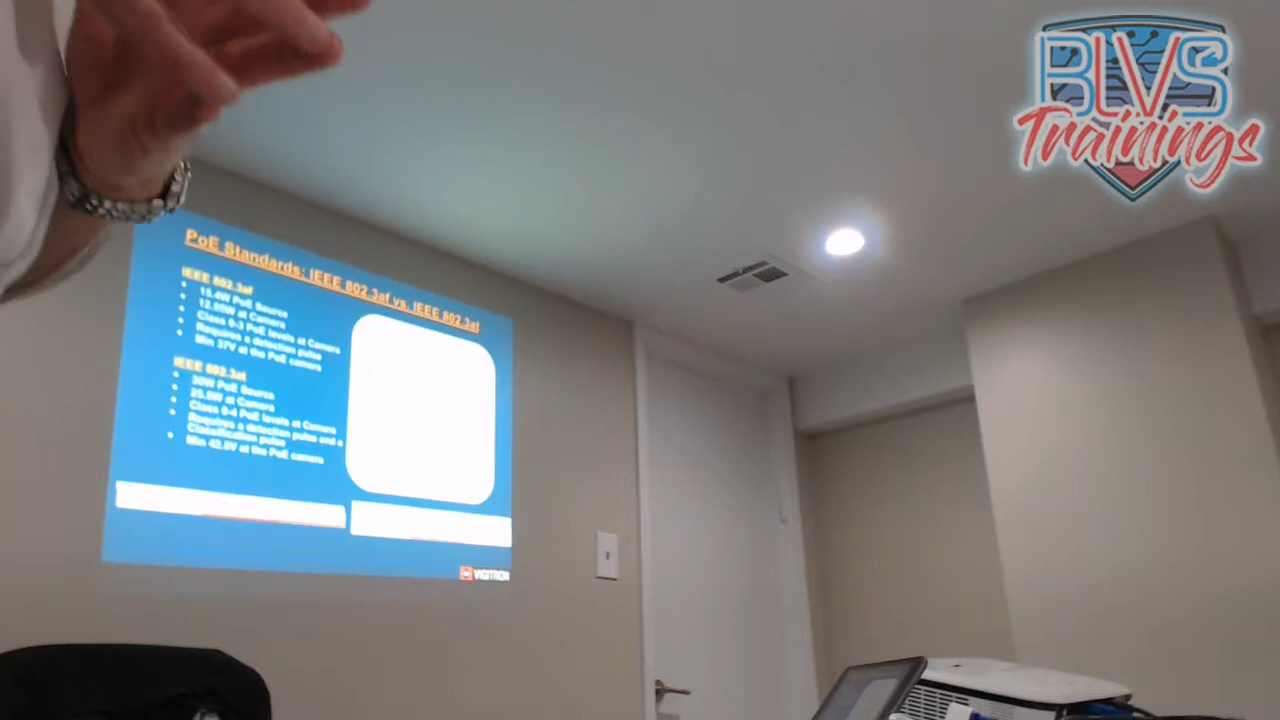 BLVS
Trainings
PoE Standards: IEEE 802.3af vs. IEEE 802.3at
IEEE 802.3af
• 15.4W PoE Source
• 12.95W at Camera
• Class 0-3 PoE levels at Camera
• Requires a detection pulse
• Min 37V at the PoE camera
IEEE 802.3at
• 30W PoE Source
• 25.5W at Camera
• Class 0-4 PoE levels at Camera
• Requires a detection pulse and a
Classification pulse
• Min 42.5V at the PoE camera
VIGITRON